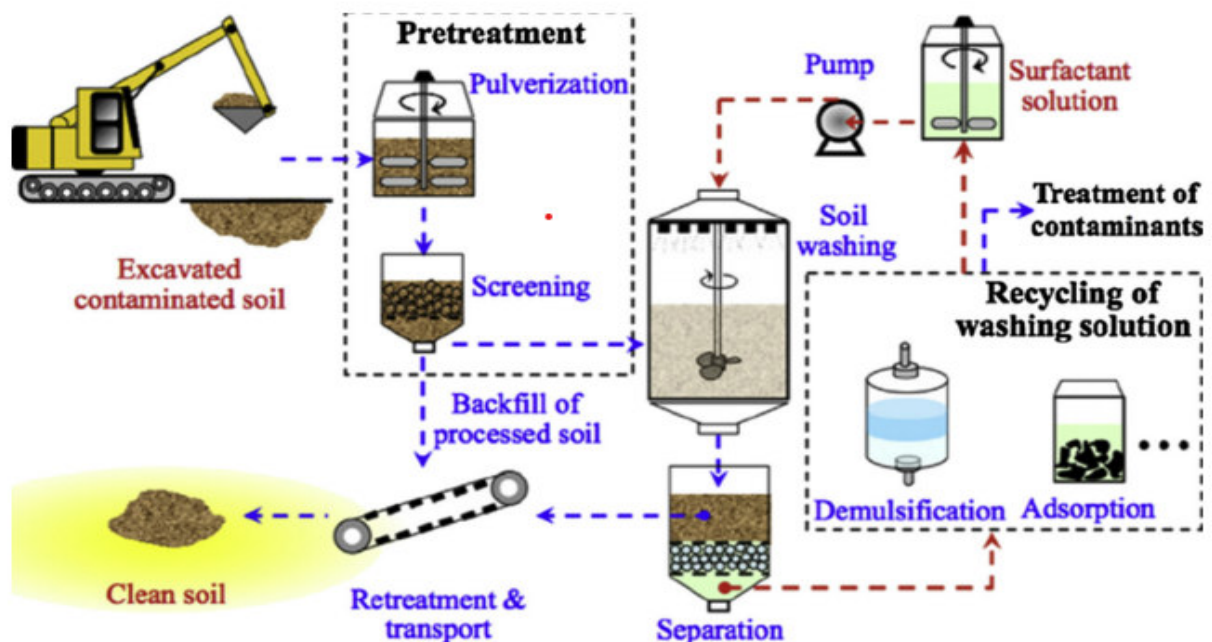 Pretreatment
Pulverization
Pump
Surfactant
solution
Treatment of
contaminants
Soil
washing
Excavated
contaminated soil
Screening
Recycling of
washing solution
Backfill of
processed soil
Demulsification
Adsorption
Clean soil
Retreatment &
transport
Separation